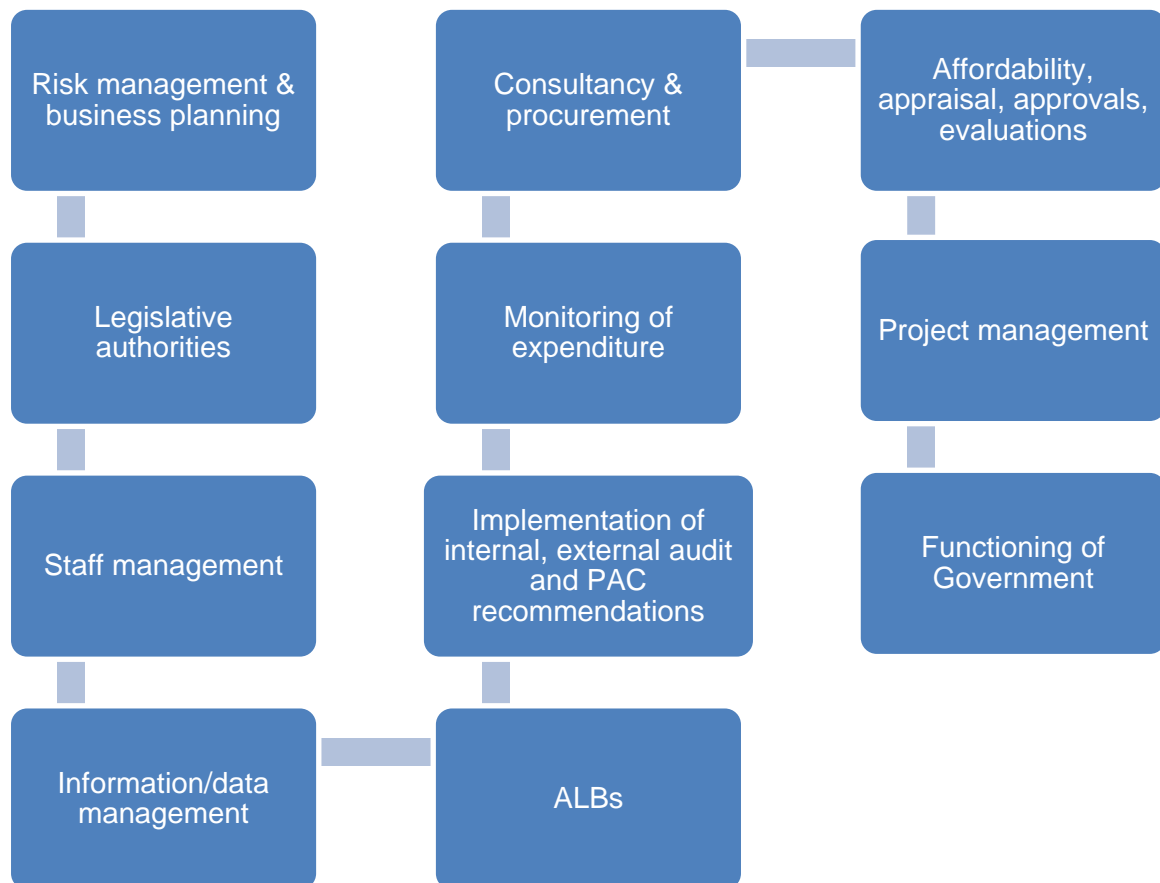 Risk management &
business planning
Legislative
authorities
Staff management
Information/data
management
ALBs
Implementation of
internal, external audit
and PAC
recommendations
Monitoring of
expenditure
Consultancy &
procurement
Affordability,
appraisal, approvals,
evaluations
Project management
Functioning of
Government